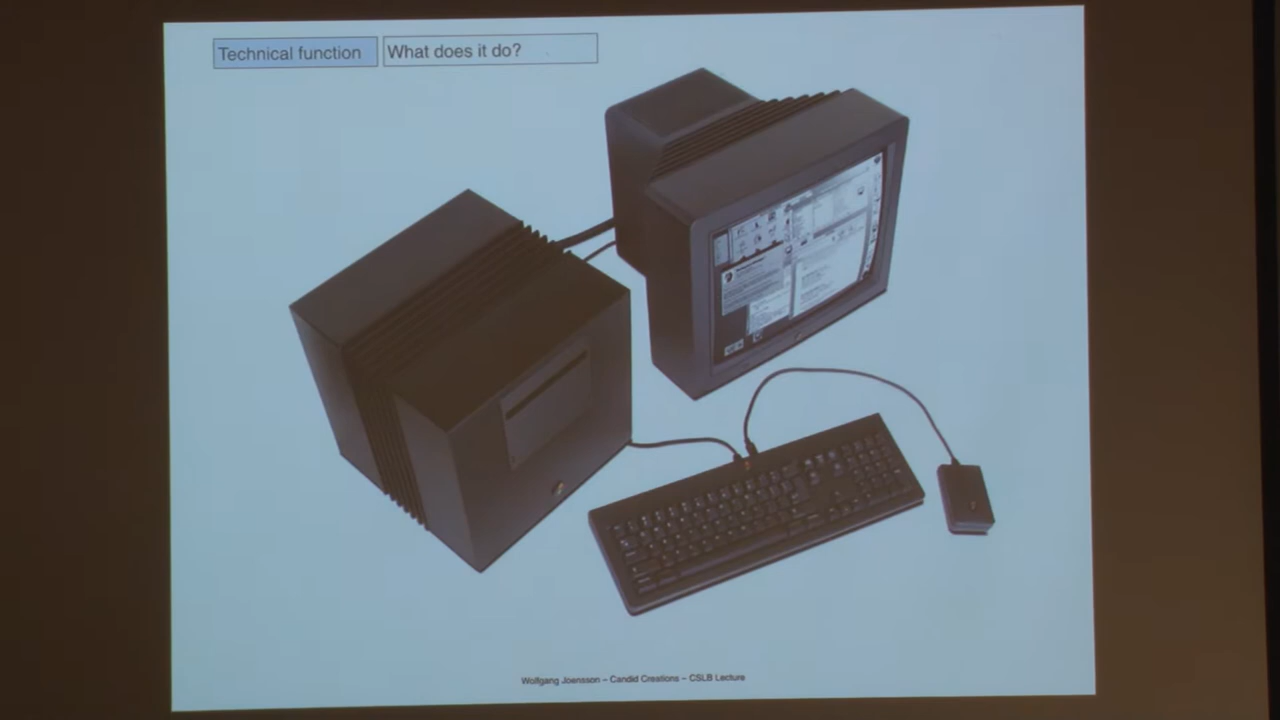 Technical function
What does it do?
Wolfgang Joensson – Candid Creations – CSLB Lecture